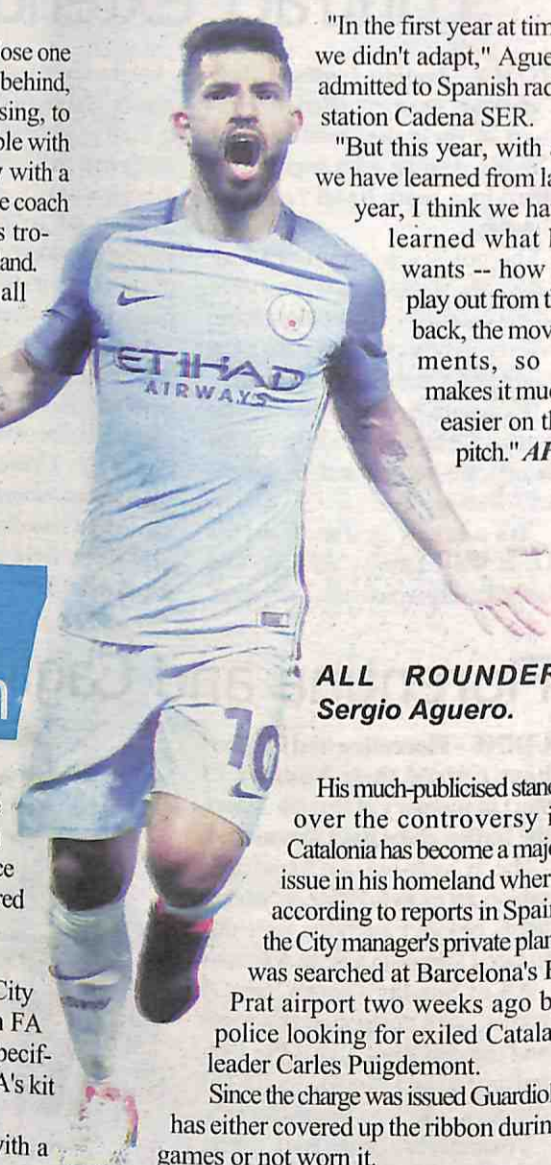 ose one
behind,
sing, to
ple with
with a
e coach
s tro-
and.
all
"In the first year at tim
we didn't adapt," Ague
admitted to Spanish rad
station Cadena SER.
"But this year, with
we have learned from la
year, I think we ha
learned what
wants -- how
play out from t
back, the mov
ments, so
makes it muc
easier on th
pitch." AF
ETIHAD
AIRWAYS
10
ALL ROUNDER
Sergio Aguero.
ce
red
City
FA
pecif-
A's kit
with a
His much-publicised stanc
over the controversy i
Catalonia has become a majo
issue in his homeland wher
according to reports in Spain
the City manager's private plan
was searched at Barcelona's E
Prat airport two weeks ago b
police looking for exiled Catala
leader Carles Puigdemont.
Since the charge was issued Guardiol
has either covered up the ribbon durin
games or not worn it.